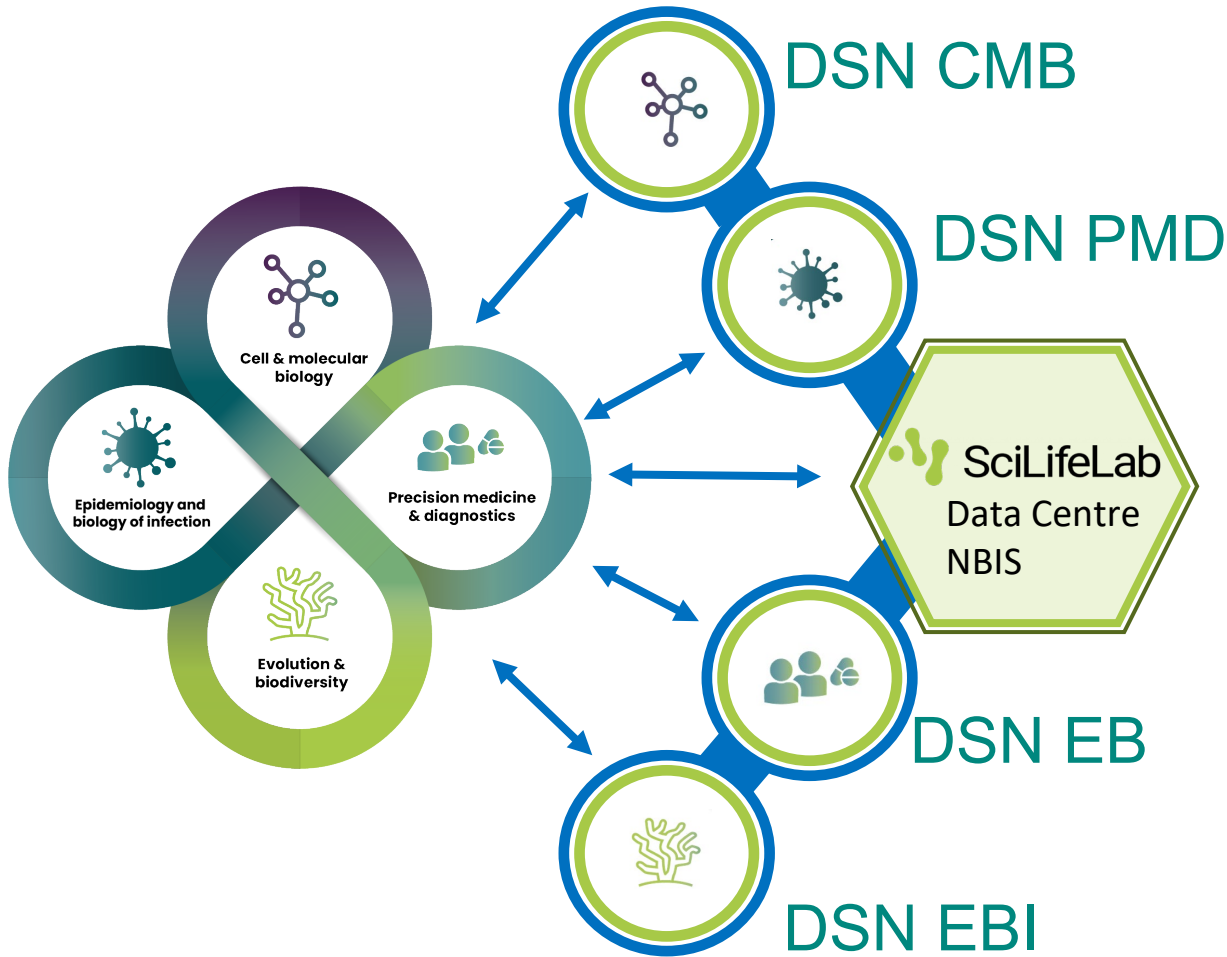 DSN CMB
DSN PMD
Cell & molecular
biology
Epidemiology and
biology of infection
Precision medicine
& diagnostics
Evolution &
biodiversity
SciLifeLab
Data Centre
NBIS
DSN EB
DSN EBI